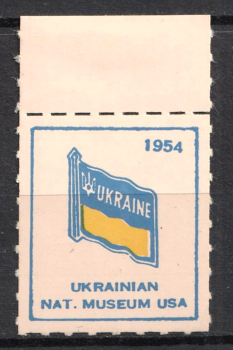 1954
UKRAINE
UKRAINIAN
NAT. MUSEUM USA